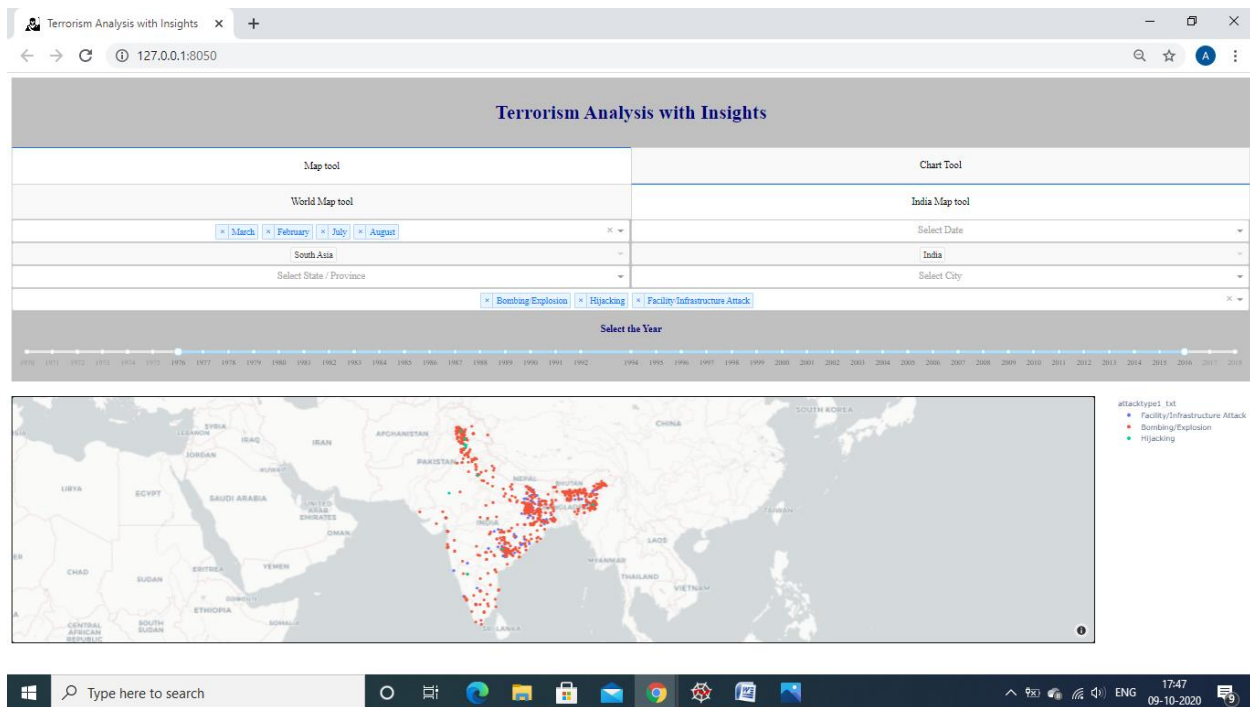 Terrorism Analysis with Insights
127.0.0.1:8050
A
Terrorism Analysis with Insights
Map tool
Chart Tool
World Map tool
India Map tool
× March × February × July × August
Select Date
South Asia
India
Select State / Province
Select City
× Bombing/Explosion × Hijacking × Facility/Infrastructure Attack
Select the Year
1970 1971 1972 1973 1974 1975 1976 1977 1978 1979 1980 1981 1982 1983 1984 1985 1986 1987 1988 1989 1990 1991 1992 1994 1995 1996 1997 1998 1999 2000 2001 2002 2003 2004 2005 2006 2007 2008 2009 2010 2011 2012 2013 2014 2015 2016 2017 2018
attacktype1_txt
Facility/Infrastructure Attack
Bombing/Explosion
Hijacking
SOUTH KOREA
CHINA
SYRIA
LEBANON
IRAQ
IRAN
AFGHANISTAN
JORDAN
KUWAIT
PAKISTAN
NEPAL
BHUTAN
LIBYA
EGYPT
SAUDI ARABIA
UNITED
ARAB
EMIRATES
OMAN
INDIA
TAIWAN
LAOS
MYANMAR
CHAD
SUDAN
ERITREA
YEMEN
THAILAND
VIETNAM
DJIBOUTI
ETHIOPIA
SOMALIA
CENTRAL
AFRICAN
REPUBLIC
SOUTH
SUDAN
SRI LANKA
Type here to search
ENG
17:47
09-10-2020
9